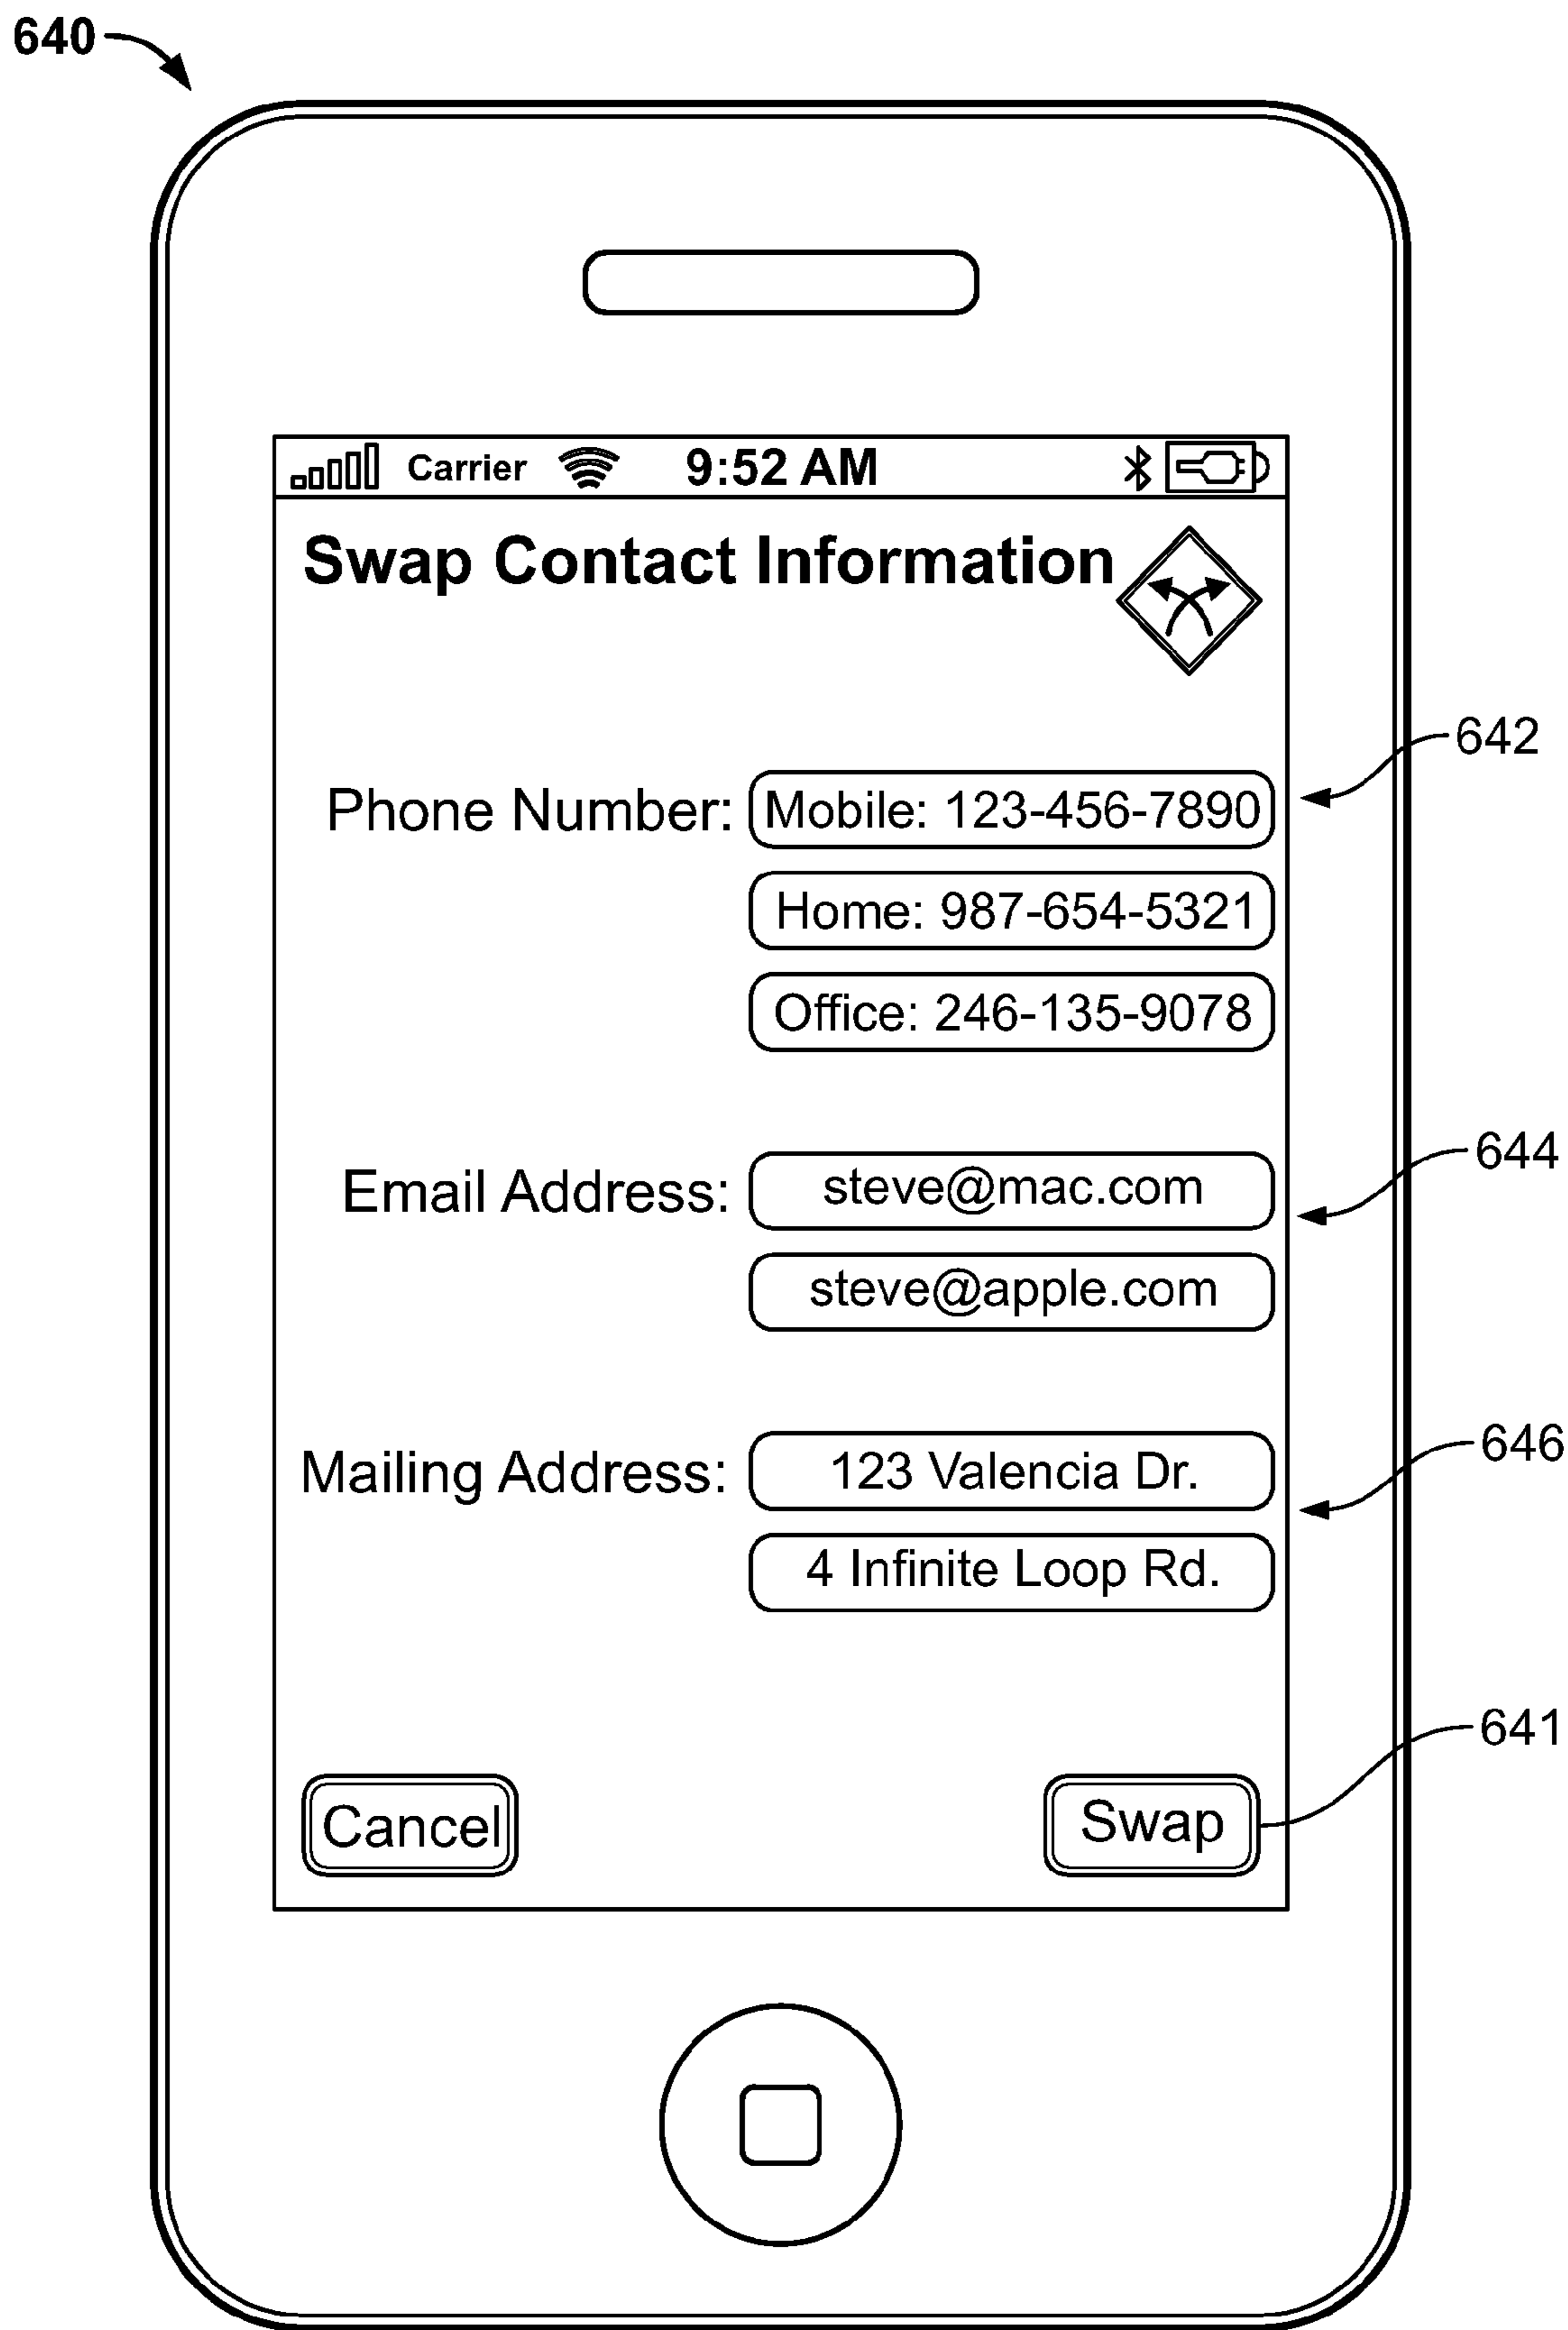 640
Carrier 9:52 AM
Swap Contact Information
642
Phone Number: Mobile: 123-456-7890
Home: 987-654-5321
Office: 246-135-9078
644
Email Address: steve@mac.com
steve@apple.com
646
Mailing Address: 123 Valencia Dr.
4 Infinite Loop Rd.
641
Cancel Swap